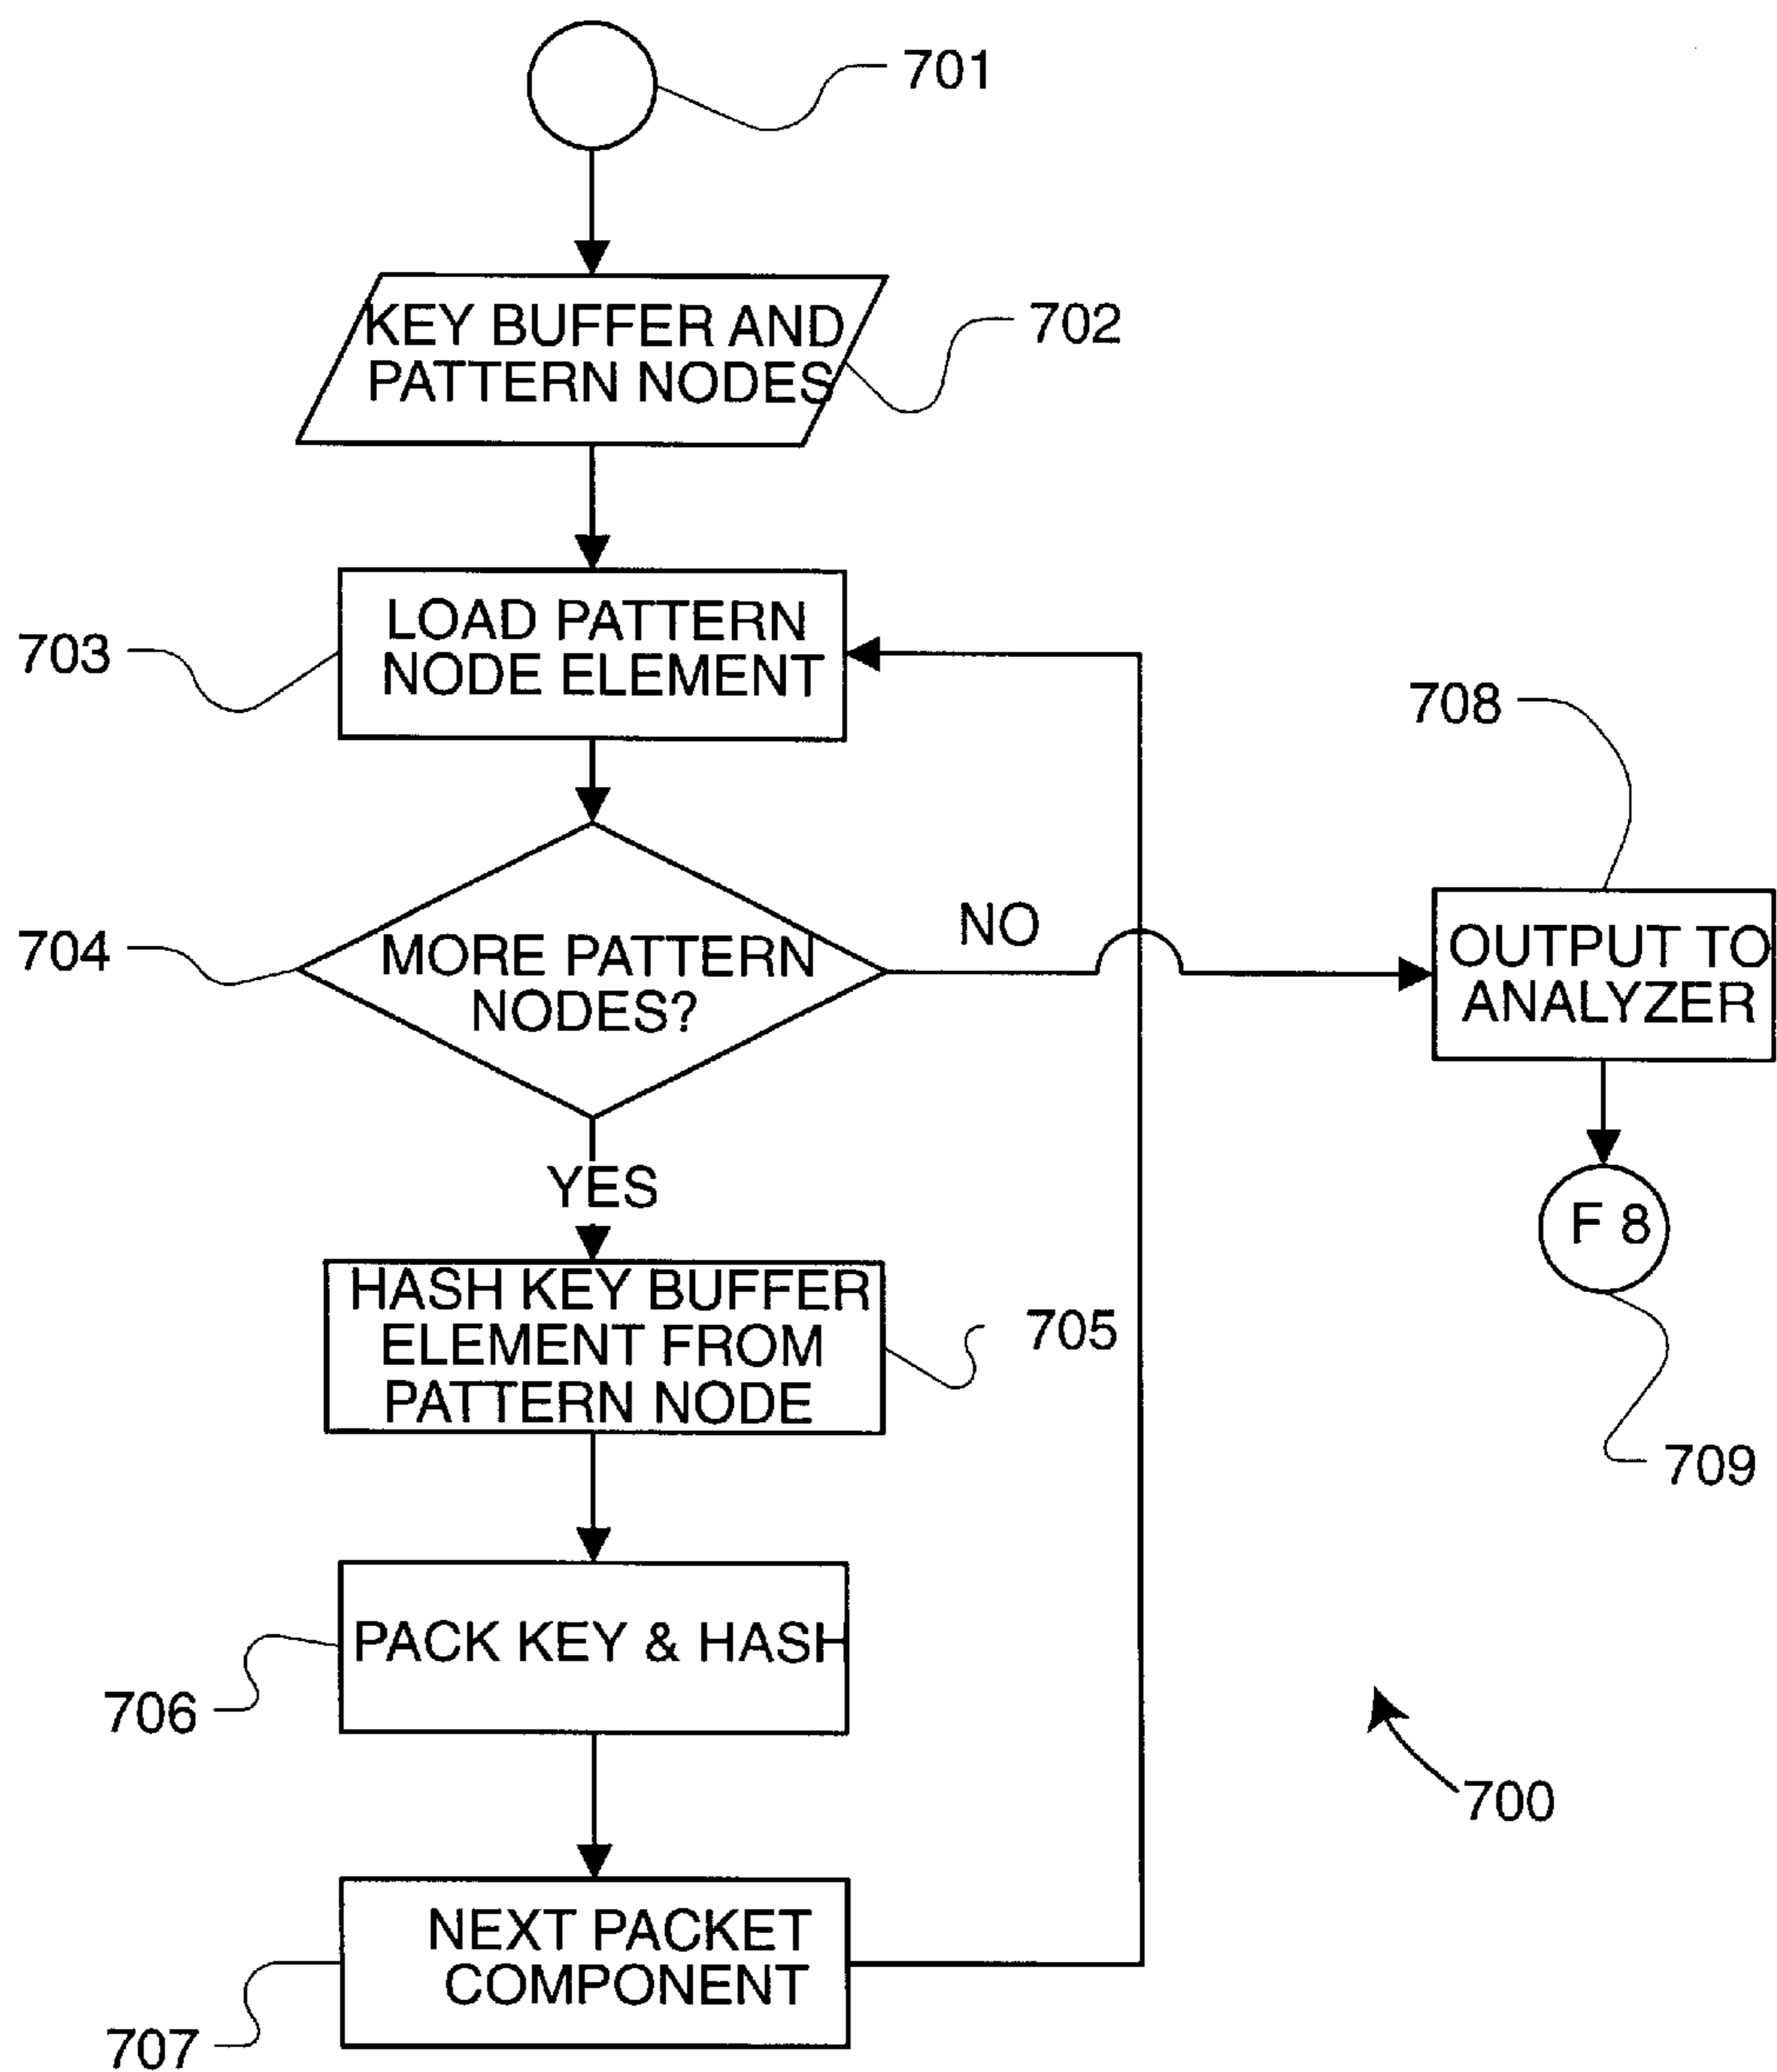 701
KEY BUFFER AND
PATTERN NODES
702
LOAD PATTERN
NODE ELEMENT
703
708
MORE PATTERN
NODES?
704
NO
OUTPUT TO
ANALYZER
YES
F 8
HASH KEY BUFFER
ELEMENT FROM
PATTERN NODE
705
709
PACK KEY & HASH
706
700
NEXT PACKET
COMPONENT
707